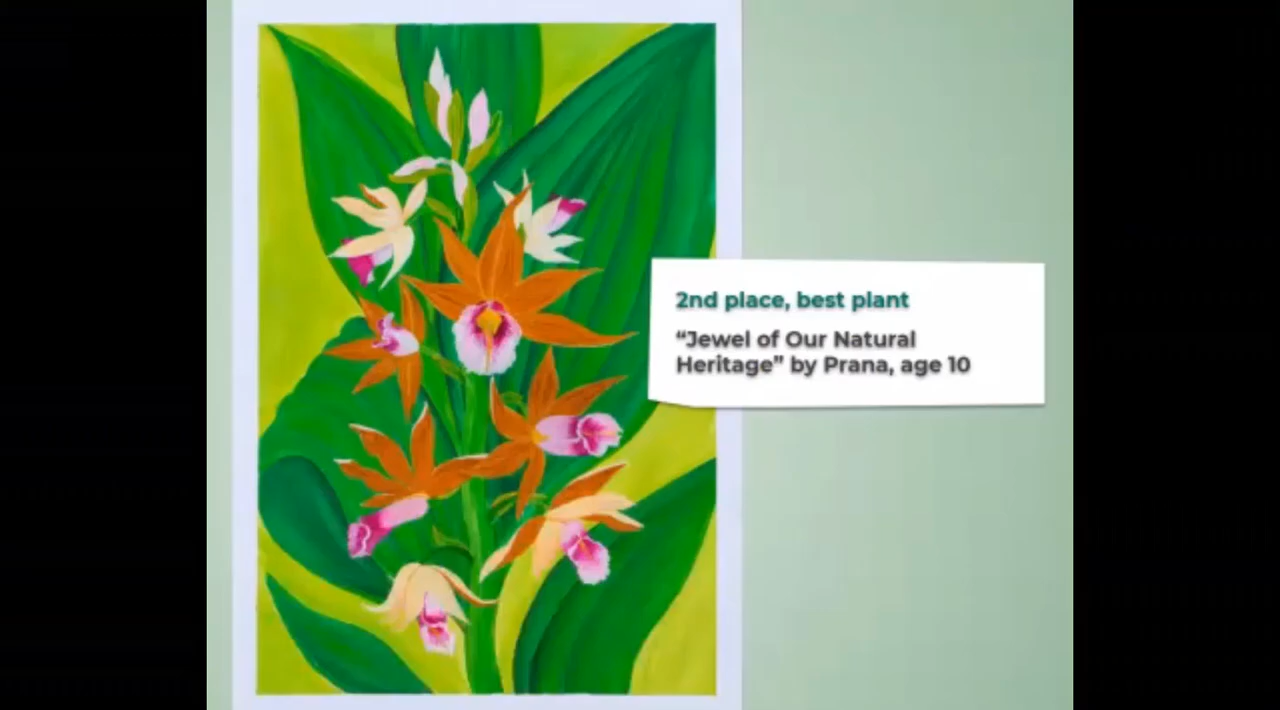 2nd place, best plant
“Jewel of Our Natural
Heritage” by Prana, age 10